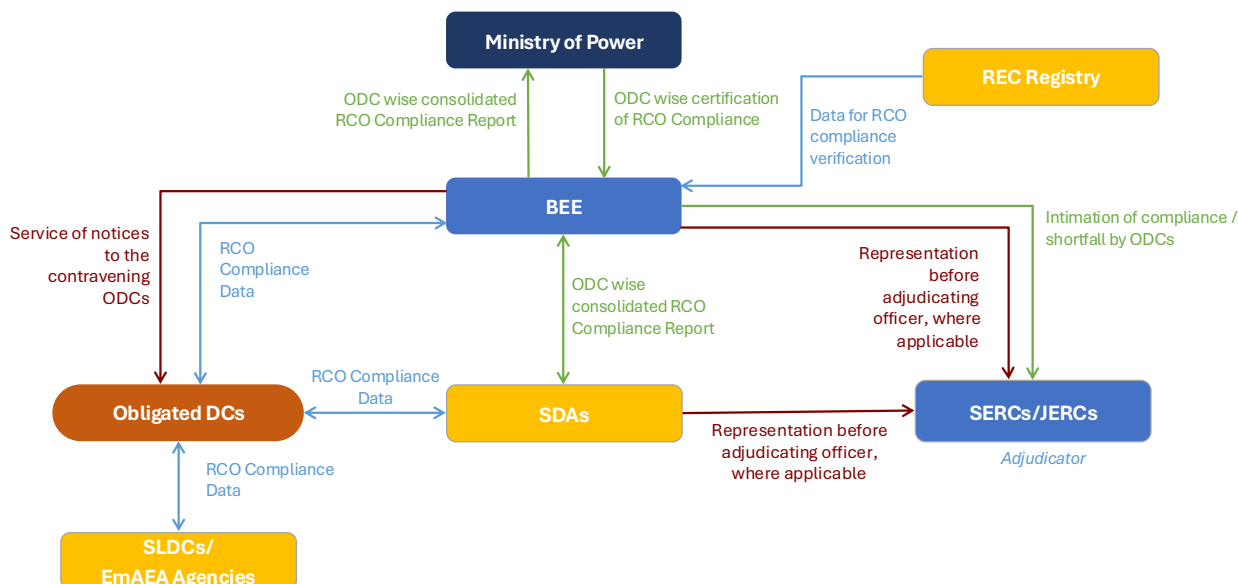 Ministry of Power
REC Registry
ODC wise consolidated
RCO Compliance Report
ODC wise certification
of RCO Compliance
Data for RCO
compliance
verification
BEE
Service of notices
to the
contravening
ODCs
RCO
Compliance
Data
ODC wise
consolidated RCO
Compliance Report
Representation
before
adjudicating
officer, where
applicable
Intimation of compliance /
shortfall by ODCs
Obligated DCs
RCO Compliance
Data
SDAs
Representation before
adjudicating officer,
where applicable
SERCs/JERCs
Adjudicator
RCO Compliance
Data
SLDCs/
EmAEA Agencies